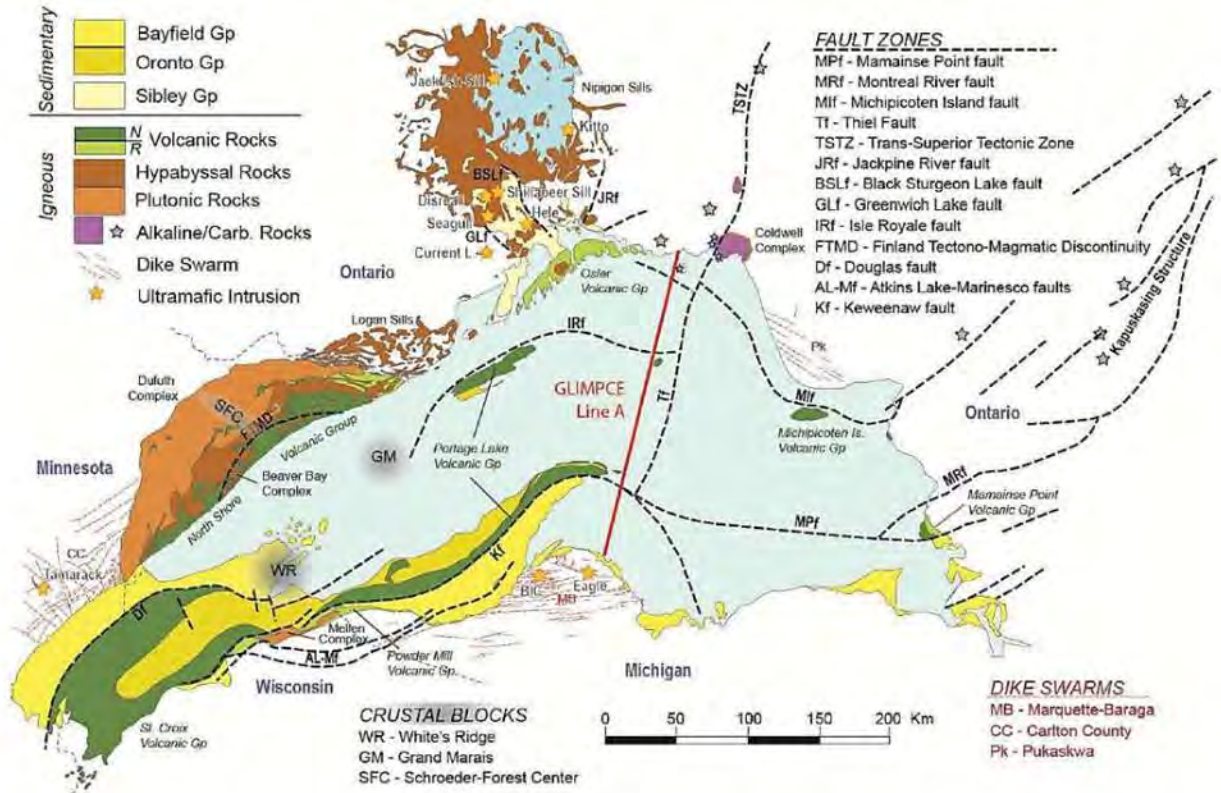 Sedimentary
Bayfield Gp
Oronto Gp
Sibley Gp
Igneous
N
R
Volcanic Rocks
Hypabyssal Rocks
Plutonic Rocks
Alkaline/Carb. Rocks
Dike Swarm
Ultramafic Intrusion
FAULT ZONES
MPf - Mamainse Point fault
MRf - Montreal River fault
MIf - Michipicoten Island fault
Tf - Thiel Fault
TSTZ - Trans-Superior Tectonic Zone
JRf - Jackpine River fault
BSLf - Black Sturgeon Lake fault
GLf - Greenwich Lake fault
IRf - Isle Royale fault
FTMD - Finland Tectono-Magmatic Discontinuity
Df - Douglas fault
AL-Mf - Atkins Lake-Marinesco faults
Kf - Keweenaw fault
Sill
Nipigon Sills
Kitto
TSTZ
BSLf
Shillabeer Sill
JRf
Hele
Seagull
GLf
Current L
Ontario
Osler
Volcanic Gp
Coldwell
Complex
Kapuskasing Structure
Logan Sills
Pk
IRf
Duluth
Complex
SFC
FTMD
GLIMPCE
Line A
Tf
MIf
Ontario
Michipicoten Is.
Volcanic Gp
Minnesota
North Shore
Volcanic Group
Beaver Bay
Complex
GM
Portage Lake
Volcanic Gp
MRf
Mamainse Point
Volcanic Gp
MPf
CC
Tamarack
WR
Kf
BIC
Eagle
MB
Df
Mellen
Complex
AL-Mf
Powder Mill
Volcanic Gp.
Michigan
Wisconsin
St. Croix
Volcanic Gp
CRUSTAL BLOCKS
WR - White's Ridge
GM - Grand Marais
SFC - Schroeder-Forest Center
0 50 100 150 200 Km
DIKE SWARMS
MB - Marquette-Baraga
CC - Carlton County
Pk - Pukaskwa